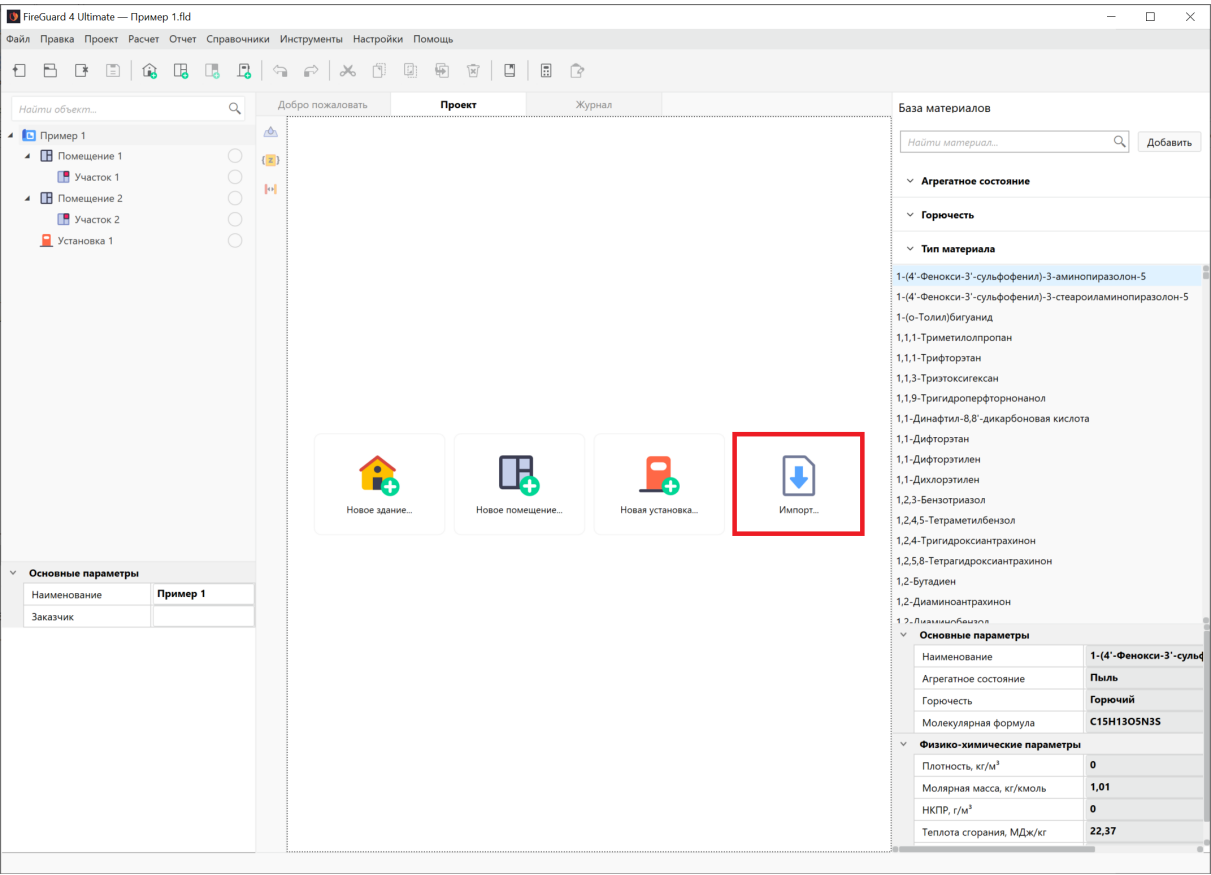 FireGuard 4 Ultimate — Пример 1.fld
Файл Правка Проект Расчет Отчет Справочники Инструменты Настройки Помощь
Найти объект...
Пример 1
Помещение 1
Участок 1
Помещение 2
Участок 2
Установка 1
Основные параметры
Наименование Пример 1
Заказчик
Добро пожаловать Проект Журнал
Новое здание... Новое помещение... Новая установка... Импорт...
База материалов
Найти материал... Добавить
Агрегатное состояние
Горючесть
Тип материала
1-(4'-Фенокси-3'-сульфофенил)-3-аминопиразолон-5
1-(4'-Фенокси-3'-сульфофенил)-3-стеароиламинопиразолон-5
1-(о-Толил)бигуанид
1,1,1-Триметилолпропан
1,1,1-Трифторэтан
1,1,3-Триэтоксигексан
1,1,9-Тригидроперфторнонанол
1,1-Динафтил-8,8'-дикарбоновая кислота
1,1-Дифторэтан
1,1-Дифторэтилен
1,1-Дихлорэтилен
1,2,3-Бензотриазол
1,2,4,5-Тетраметилбензол
1,2,4-Тригидроксиантрахинон
1,2,5,8-Тетрагидроксиантрахинон
1,2-Бутадиен
1,2-Диаминоантрахинон
1,2-Диаминобензол
Основные параметры
Наименование 1-(4'-Фенокси-3'-сульф
Агрегатное состояние Пыль
Горючесть Горючий
Молекулярная формула C15H13O5N3S
Физико-химические параметры
Плотность, кг/м³ 0
Молярная масса, кг/кмоль 1,01
НКПР, г/м³ 0
Теплота сгорания, МДж/кг 22,37